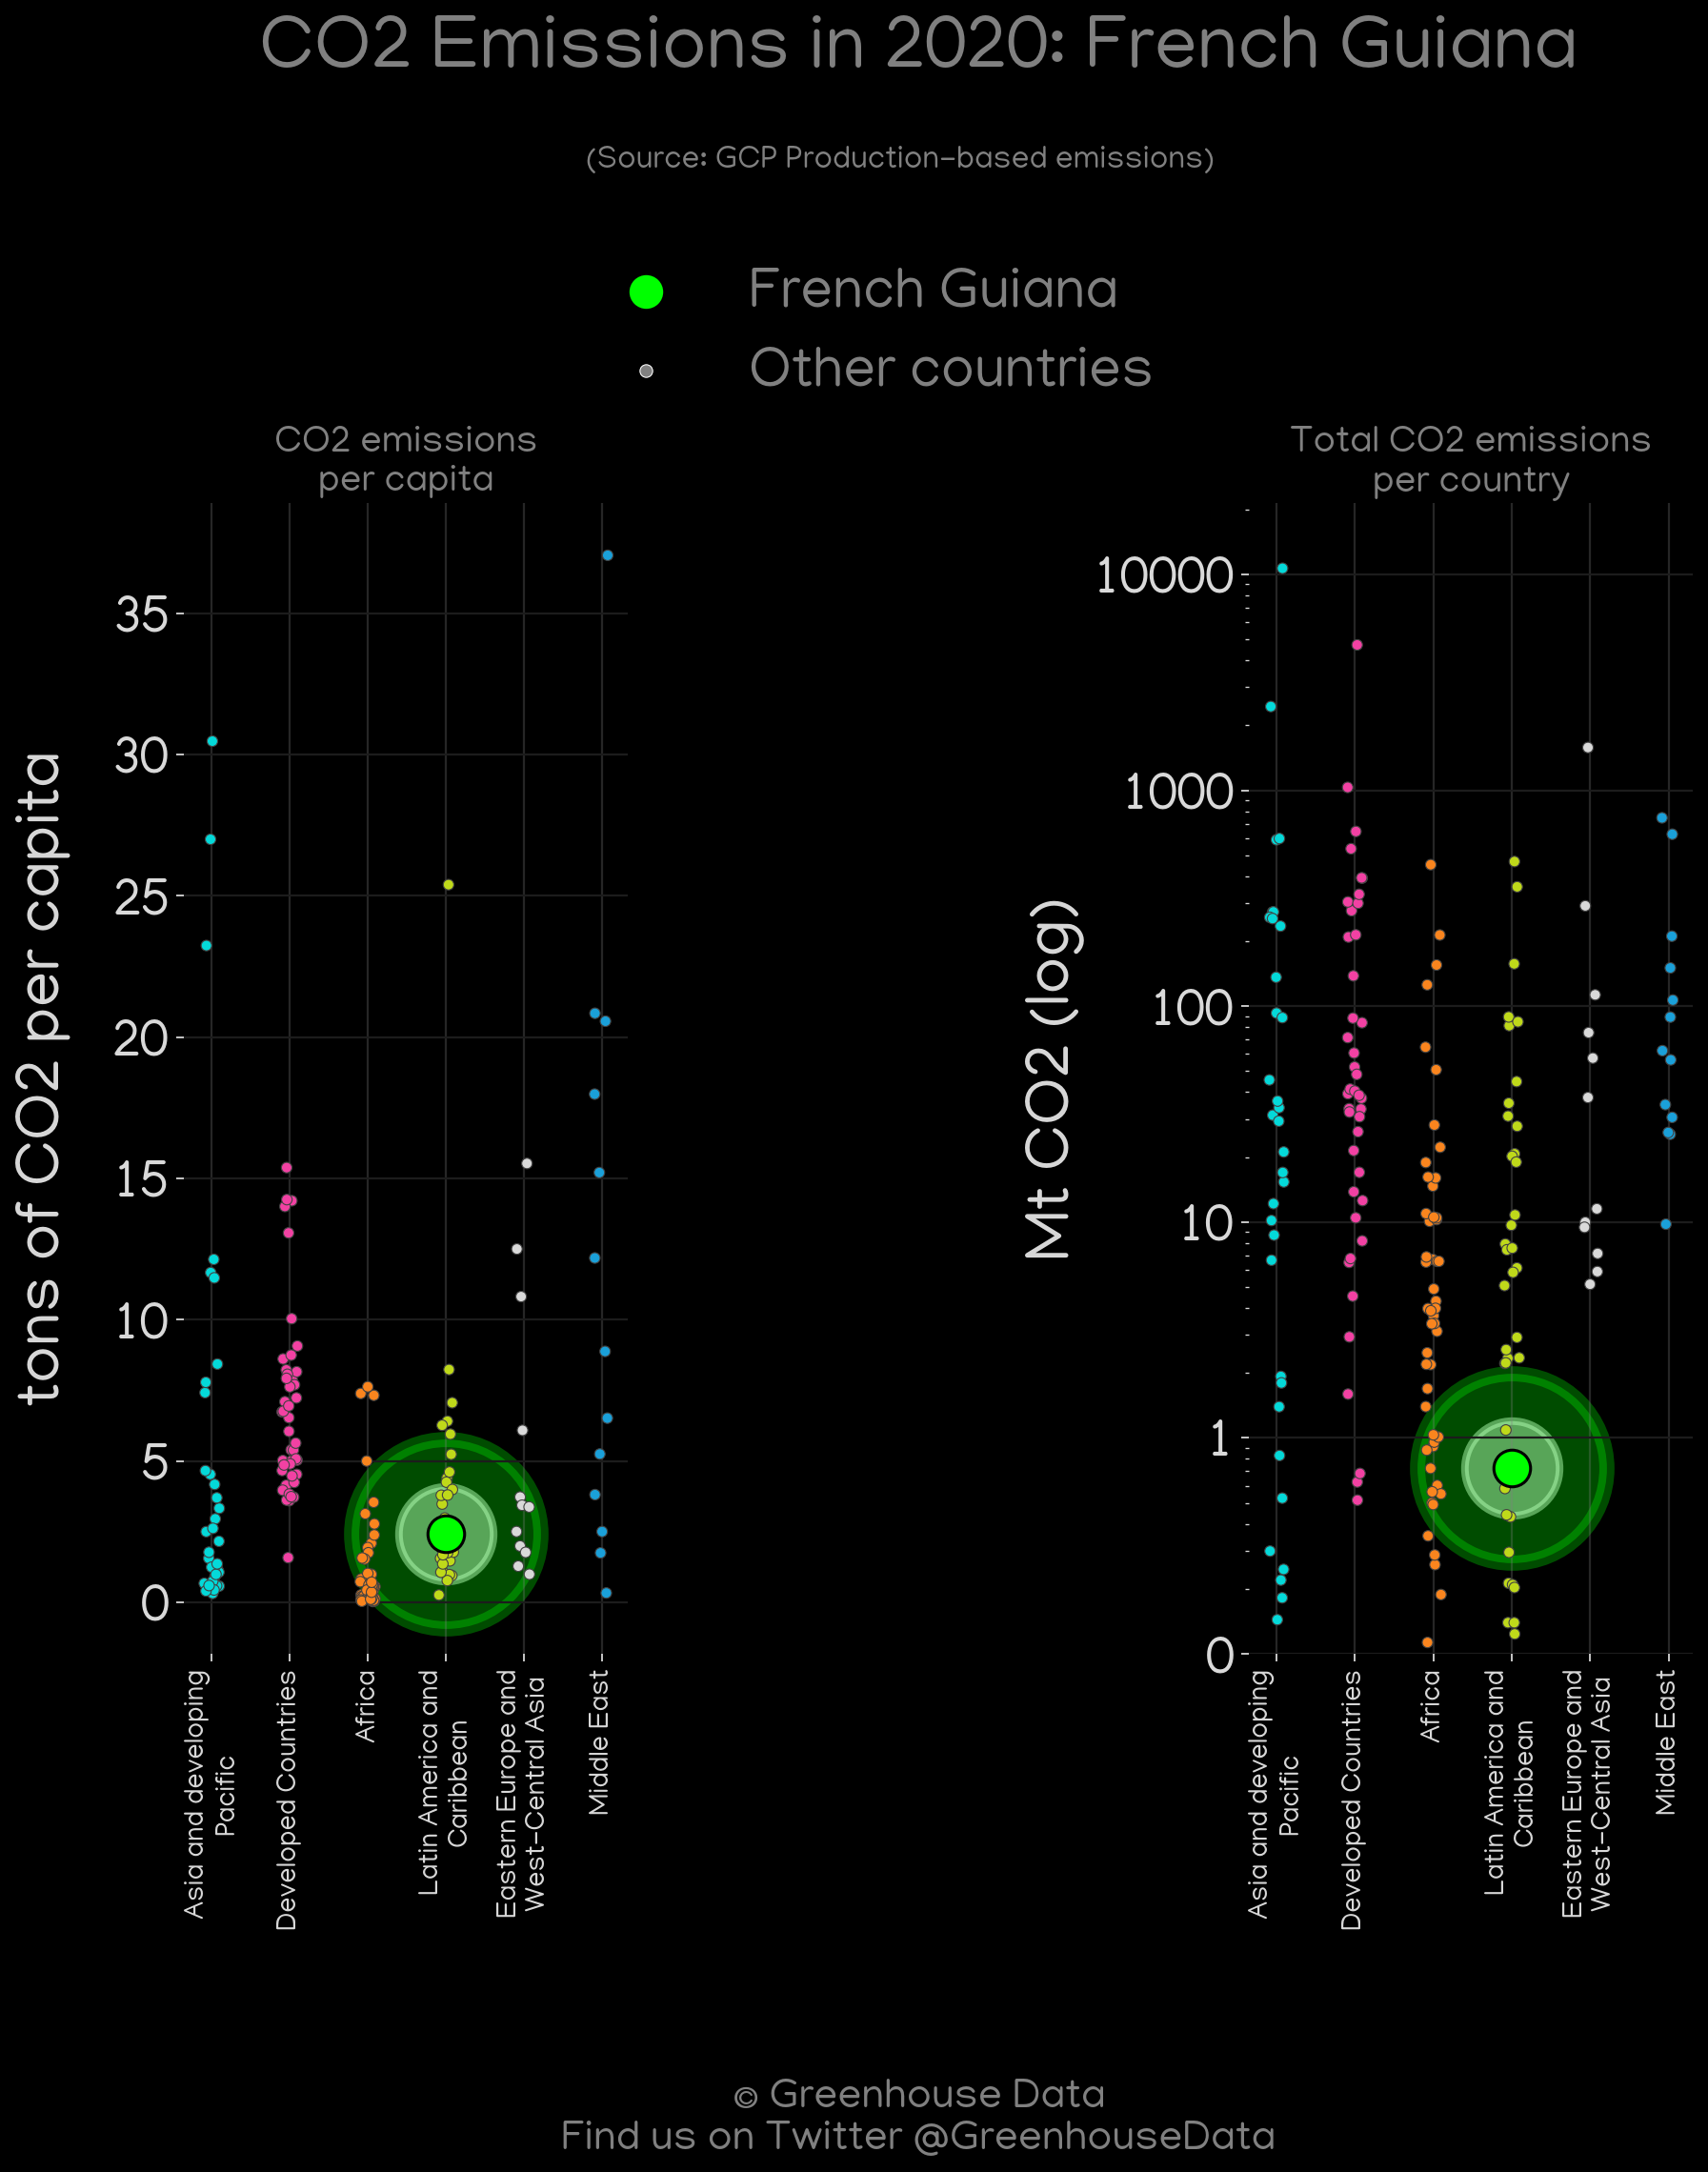 CO2 Emissions in 2020: French Guiana
(Source: GCP Production-based emissions)
French Guiana
Other countries
CO2 emissions
per capita
tons of CO2 per capita
35
30
25
20
15
10
5
0
Asia and developing
Pacific
Developed Countries
Africa
Latin America and
Caribbean
Eastern Europe and
West-Central Asia
Middle East
Total CO2 emissions
per country
Mt CO2 (log)
10000
1000
100
10
1
0
Asia and developing
Pacific
Developed Countries
Africa
Latin America and
Caribbean
Eastern Europe and
West-Central Asia
Middle East
© Greenhouse Data
Find us on Twitter @GreenhouseData